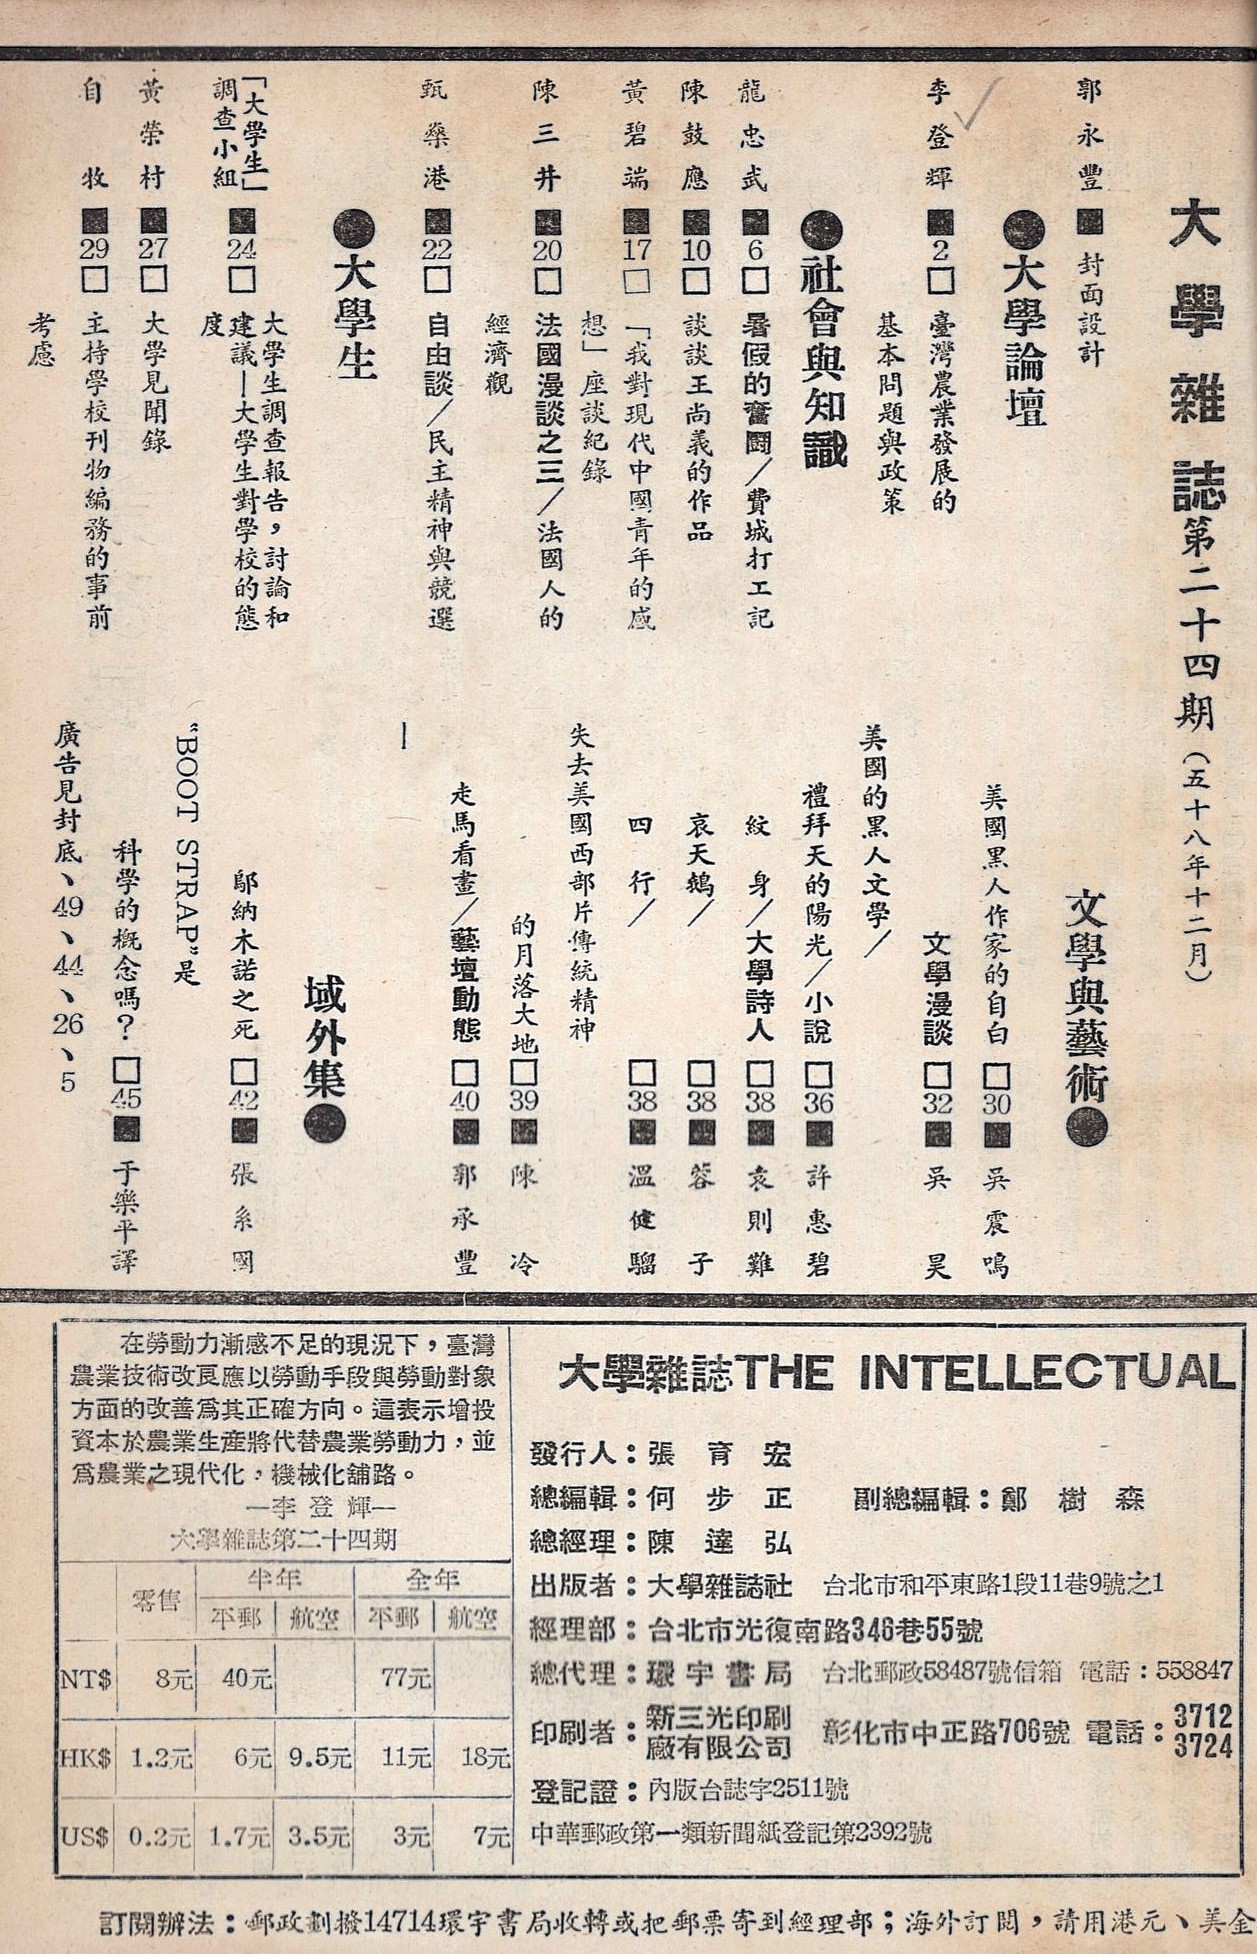 大學雜誌第二十四期(五十八年十二月)
郭永豐■封面設計
●大學論壇
李登輝■2□臺灣農業發展的
基本問題與政策
●社會與知識
龍忠武■6□暑假的奮鬪/費城打工記
陳鼓應■10□談談王尚義的作品
黃碧端■17□「我對現代中國青年的感
想」座談紀錄
陳三井■20□法國漫談之三/法國人的
經濟觀
甄燊港■22□自由談/民主精神與競選
●大學生
「大學生」
調查小組■24□大學生調查報告,討論和
建議—大學生對學校的態
度
黃榮村■27□大學見聞錄
自牧■29□主持學校刊物編務的事前
考慮
文學與藝術●
美國黑人作家的自白□30■吳震鳴
文學漫談□32■吳昊
美國的黑人文學/
禮拜天的陽光/小說□36■許惠碧
紋身/大學詩人□38■袁則難
哀天鵝/□38■蓉子
四行/□38■溫健騮
失去美國西部片傳統精神
的月落大地□39■陳冷
走馬看畫/藝壇動態□40■郭承豐
域外集●
鄔納木諾之死□42■張系國
“BOOT STRAP”是
科學的概念嗎?□45■于樂平譯
廣告見封底、49、44、26、5
在勞動力漸感不足的現況下,臺灣
農業技術改良應以勞動手段與勞動對象
方面的改善爲其正確方向。這表示增投
資本於農業生產將代替農業勞動力,並
爲農業之現代化,機械化舖路。
—李登輝—
大學雜誌第二十四期
零售 半年 全年
平郵 航空 平郵 航空
NT$ 8元 40元 77元
HK$ 1.2元 6元 9.5元 11元 18元
US$ 0.2元 1.7元 3.5元 3元 7元
大學雜誌THE INTELLECTUAL
發行人:張育宏
總編輯:何步正 副總編輯:鄭樹森
總經理:陳達弘
出版者:大學雜誌社 台北市和平東路1段11巷9號之1
經理部:台北市光復南路346巷55號
總代理:環宇書局 台北郵政58487號信箱 電話:558847
印刷者:新三光印刷
廠有限公司 彰化市中正路706號 電話:3712
3724
登記證:內版台誌字2511號
中華郵政第一類新聞紙登記第2392號
訂閱辦法:郵政劃撥14714環宇書局收轉或把郵票寄到經理部;海外訂閱,請用港元、美金